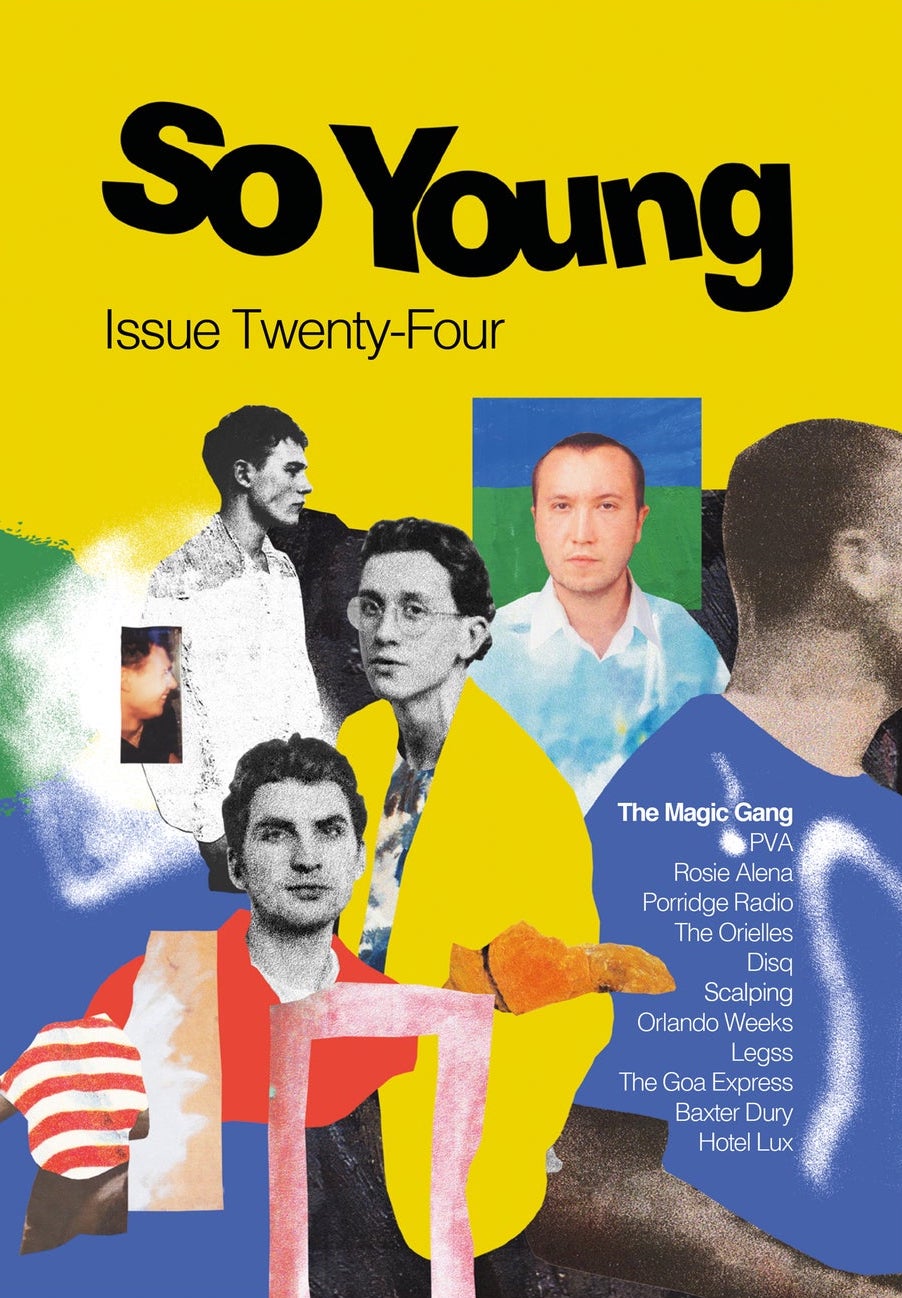 So Young
Issue Twenty-Four
The Magic Gang
PVA
Rosie Alena
Porridge Radio
The Orielles
Disq
Scalping
Orlando Weeks
Legss
The Goa Express
Baxter Dury
Hotel Lux